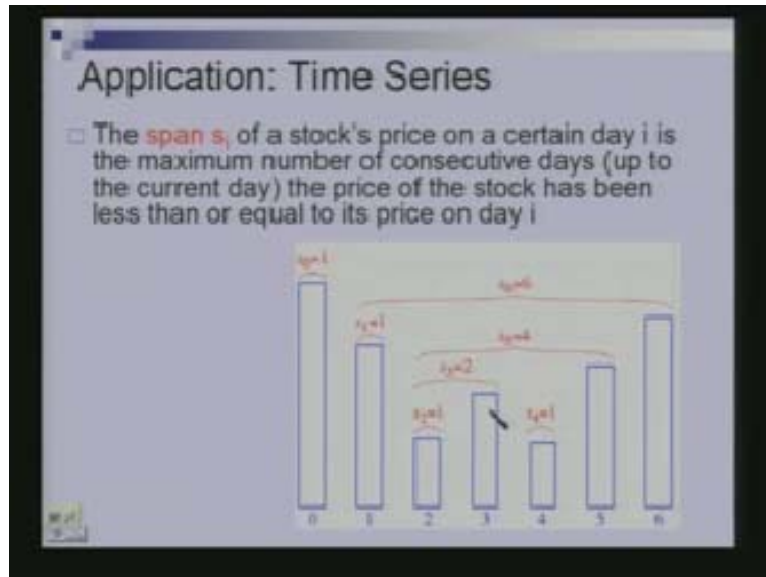 Application: Time Series
The span sᵢ of a stock's price on a certain day i is
the maximum number of consecutive days (up to
the current day) the price of the stock has been
less than or equal to its price on day i
s₀=1
s₆=6
s₁=1
s₅=4
s₃=2
s₂=1 s₄=1
0 1 2 3 4 5 6